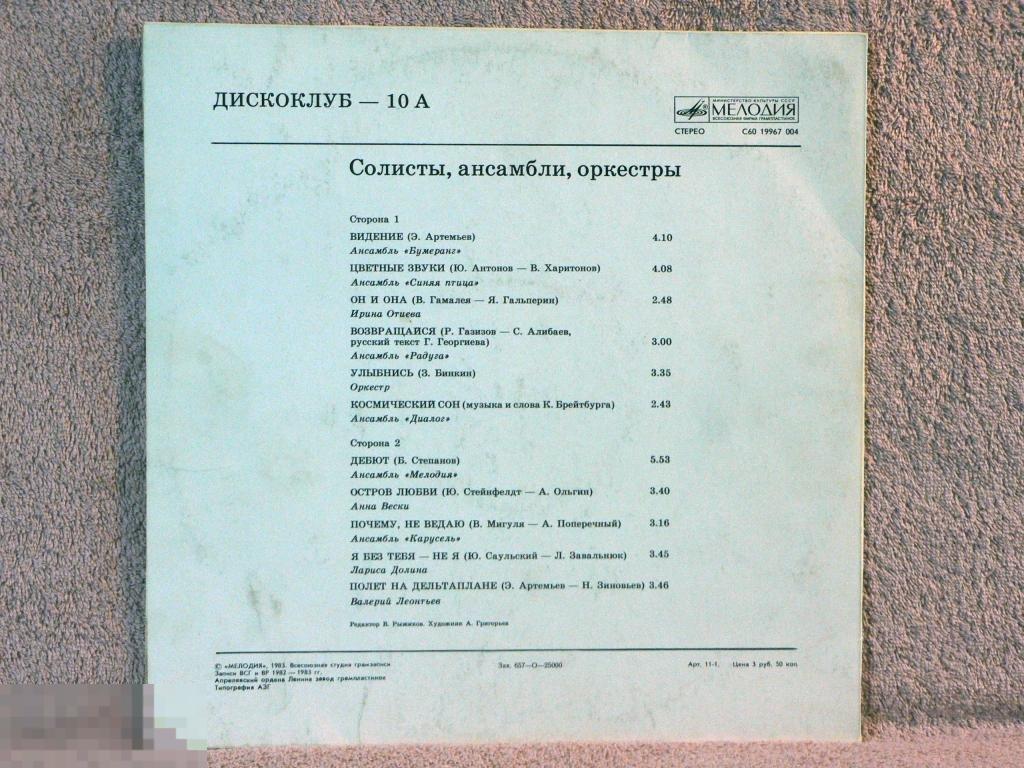 ДИСКОКЛУБ — 10 А
МИНИСТЕРСТВО КУЛЬТУРЫ СССР
МЕЛОДИЯ
ВСЕСОЮЗНАЯ ФИРМА ГРАМПЛАСТИНОК
СТЕРЕО С60 19967 004
Солисты, ансамбли, оркестры
Сторона 1
ВИДЕНИЕ (Э. Артемьев) 4.10
Ансамбль «Бумеранг»
ЦВЕТНЫЕ ЗВУКИ (Ю. Антонов — В. Харитонов) 4.08
Ансамбль «Синяя птица»
ОН И ОНА (В. Гамалея — Я. Гальперин) 2.48
Ирина Отиева
ВОЗВРАЩАЙСЯ (Р. Газизов — С. Алибаев,
русский текст Г. Георгиева) 3.00
Ансамбль «Радуга»
УЛЫБНИСЬ (З. Бинкин) 3.35
Оркестр
КОСМИЧЕСКИЙ СОН (музыка и слова К. Брейтбурга) 2.43
Ансамбль «Диалог»
Сторона 2
ДЕБЮТ (Б. Степанов) 5.53
Ансамбль «Мелодия»
ОСТРОВ ЛЮБВИ (Ю. Стейнфелдт — А. Ольгин) 3.40
Анна Вески
ПОЧЕМУ, НЕ ВЕДАЮ (В. Мигуля — А. Поперечный) 3.16
Ансамбль «Карусель»
Я БЕЗ ТЕБЯ — НЕ Я (Ю. Саульский — Л. Завальнюк) 3.45
Лариса Долина
ПОЛЕТ НА ДЕЛЬТАПЛАНЕ (Э. Артемьев — Н. Зиновьев) 3.46
Валерий Леонтьев
Редактор В. Рыжиков. Художник А. Григорьев
© «МЕЛОДИЯ», 1983. Всесоюзная студия грамзаписи Зак. 657—О—25000 Арт. 11-1. Цена 3 руб. 50 коп.
Записи ВСГ и ВР 1982 — 1983 гг.
Апрелевский ордена Ленина завод грампластинок
Типография АЗГ